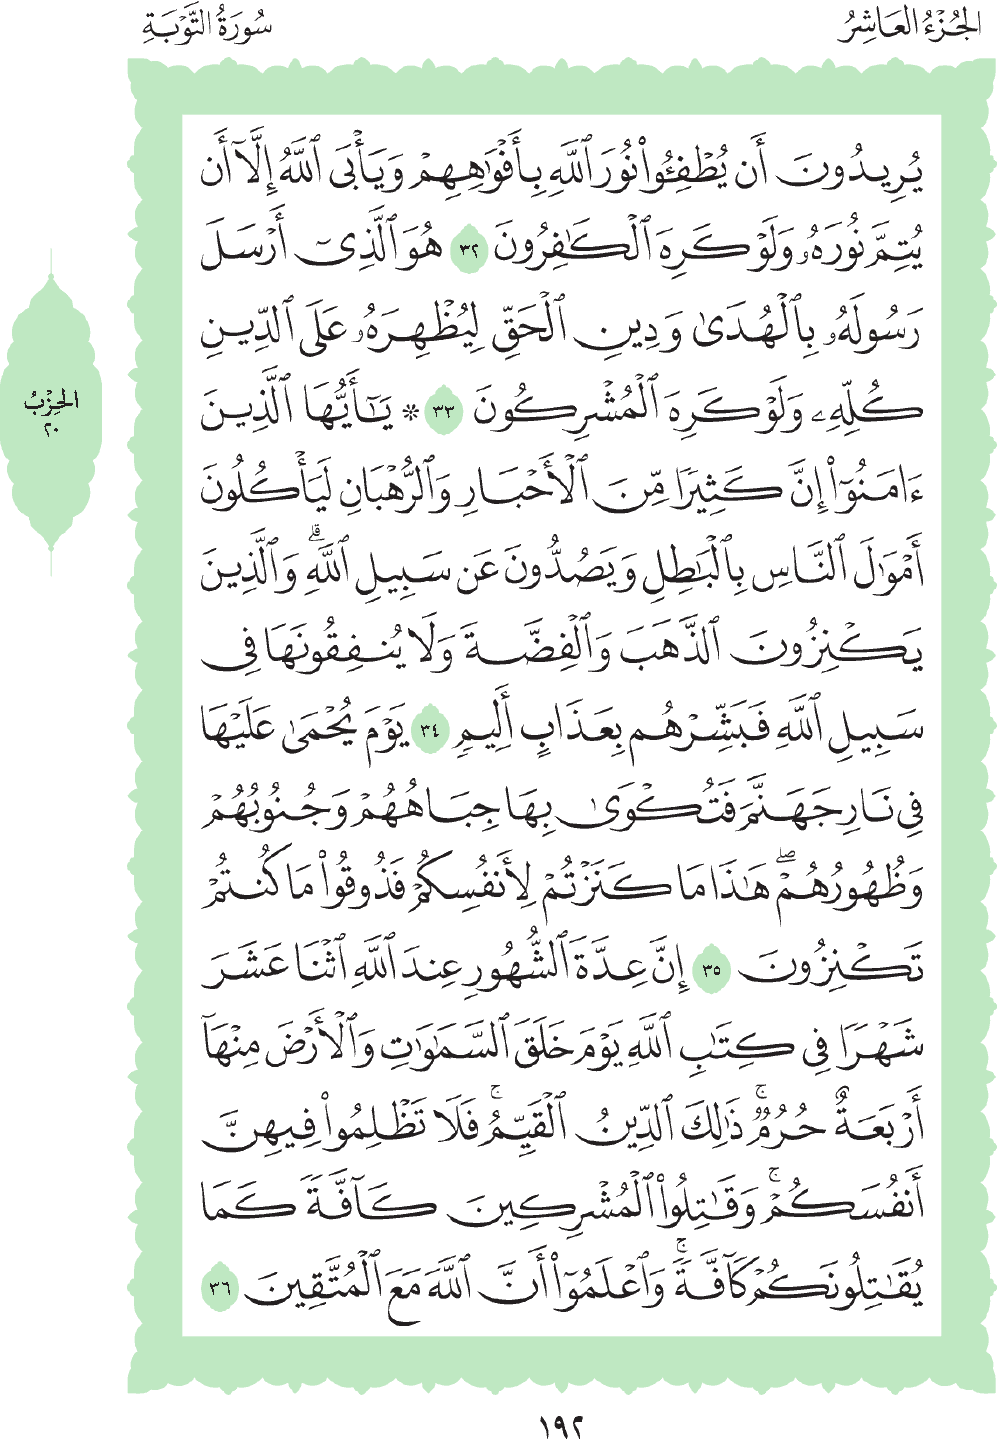 الجُزْءُ العَاشِرُ
سُورَةُ التَّوْبَةِ
يُرِيدُونَ أَن يُطْفِـُٔوا۟ نُورَ ٱللَّهِ بِأَفْوَٰهِهِمْ وَيَأْبَى ٱللَّهُ إِلَّآ أَن
يُتِمَّ نُورَهُۥ وَلَوْ كَرِهَ ٱلْكَٰفِرُونَ ٣٢ هُوَ ٱلَّذِىٓ أَرْسَلَ
رَسُولَهُۥ بِٱلْهُدَىٰ وَدِينِ ٱلْحَقِّ لِيُظْهِرَهُۥ عَلَى ٱلدِّينِ
كُلِّهِۦ وَلَوْ كَرِهَ ٱلْمُشْرِكُونَ ٣٣ * يَٰٓأَيُّهَا ٱلَّذِينَ
ءَامَنُوٓا۟ إِنَّ كَثِيرًا مِّنَ ٱلْأَحْبَارِ وَٱلرُّهْبَانِ لَيَأْكُلُونَ
أَمْوَٰلَ ٱلنَّاسِ بِٱلْبَٰطِلِ وَيَصُدُّونَ عَن سَبِيلِ ٱللَّهِ ۗ وَٱلَّذِينَ
يَكْنِزُونَ ٱلذَّهَبَ وَٱلْفِضَّةَ وَلَا يُنفِقُونَهَا فِى
سَبِيلِ ٱللَّهِ فَبَشِّرْهُم بِعَذَابٍ أَلِيمٍ ٣٤ يَوْمَ يُحْمَىٰ عَلَيْهَا
فِى نَارِ جَهَنَّمَ فَتُكْوَىٰ بِهَا جِبَاهُهُمْ وَجُنُوبُهُمْ
وَظُهُورُهُمْ ۖ هَٰذَا مَا كَنَزْتُمْ لِأَنفُسِكُمْ فَذُوقُوا۟ مَا كُنتُمْ
تَكْنِزُونَ ٣٥ إِنَّ عِدَّةَ ٱلشُّهُورِ عِندَ ٱللَّهِ ٱثْنَا عَشَرَ
شَهْرًا فِى كِتَٰبِ ٱللَّهِ يَوْمَ خَلَقَ ٱلسَّمَٰوَٰتِ وَٱلْأَرْضَ مِنْهَآ
أَرْبَعَةٌ حُرُمٌ ۚ ذَٰلِكَ ٱلدِّينُ ٱلْقَيِّمُ ۚ فَلَا تَظْلِمُوا۟ فِيهِنَّ
أَنفُسَكُمْ ۚ وَقَٰتِلُوا۟ ٱلْمُشْرِكِينَ كَآفَّةً كَمَا
يُقَٰتِلُونَكُمْ كَآفَّةً ۚ وَٱعْلَمُوٓا۟ أَنَّ ٱللَّهَ مَعَ ٱلْمُتَّقِينَ ٣٦
الحِزْبُ
٢٠
١٩٢